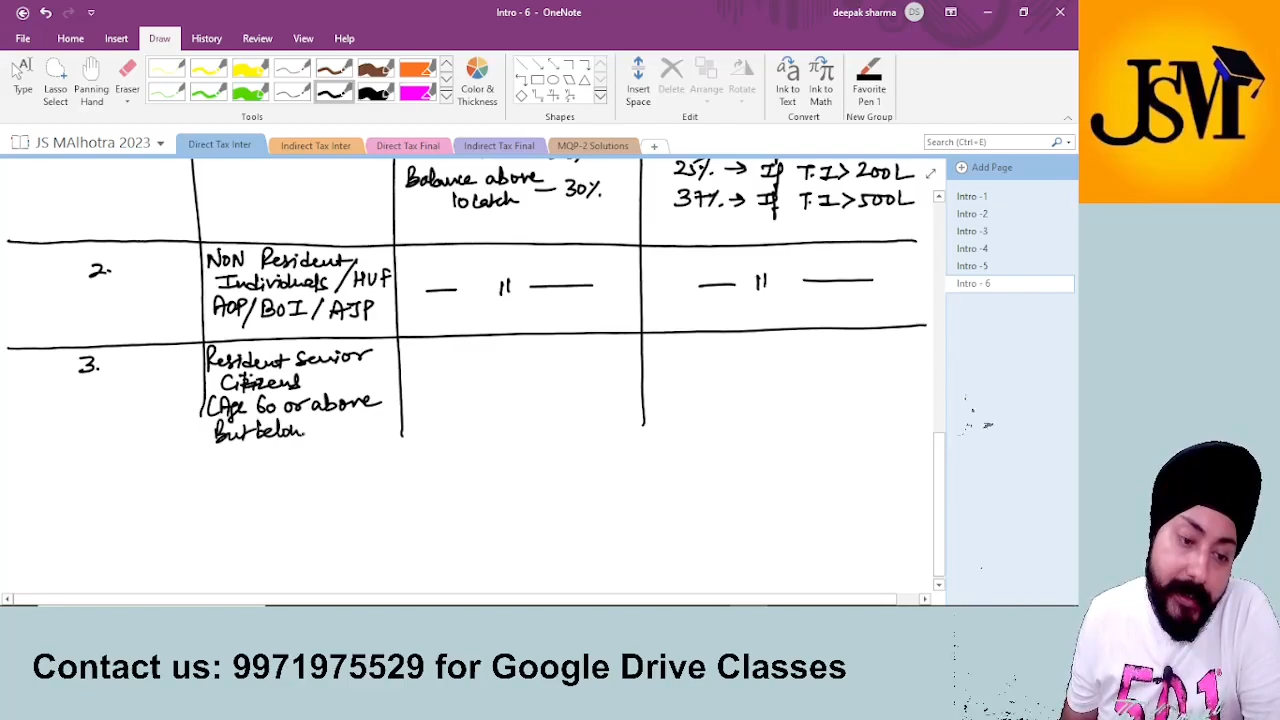 Intro - 6 - OneNote
deepak sharma
DS
File
Home
Insert
Draw
History
Review
View
Help
Type
Lasso
Select
Panning
Hand
Eraser
Color &
Thickness
Insert
Space
Delete
Arrange
Rotate
Ink to
Text
Ink to
Math
Favorite
Pen 1
Tools
Shapes
Edit
Convert
New Group
JS MAlhotra 2023
Direct Tax Inter
Indirect Tax Inter
Direct Tax Final
Indirect Tax Final
MQP-2 Solutions
Search (Ctrl+E)
Add Page
Intro -1
Intro -2
Intro -3
Intro -4
Intro -5
Intro - 6
Balance above
10 lakh — 30%.
25% → If T.I > 200L
37% → If T.I > 500L
2.
NON Resident
Individuals / HUF
AOP / BOI / AJP
— 〃 —
— 〃 —
3.
Resident Senior
Citizens
(Age 60 or above
But below
JSM
501
Contact us: 9971975529 for Google Drive Classes